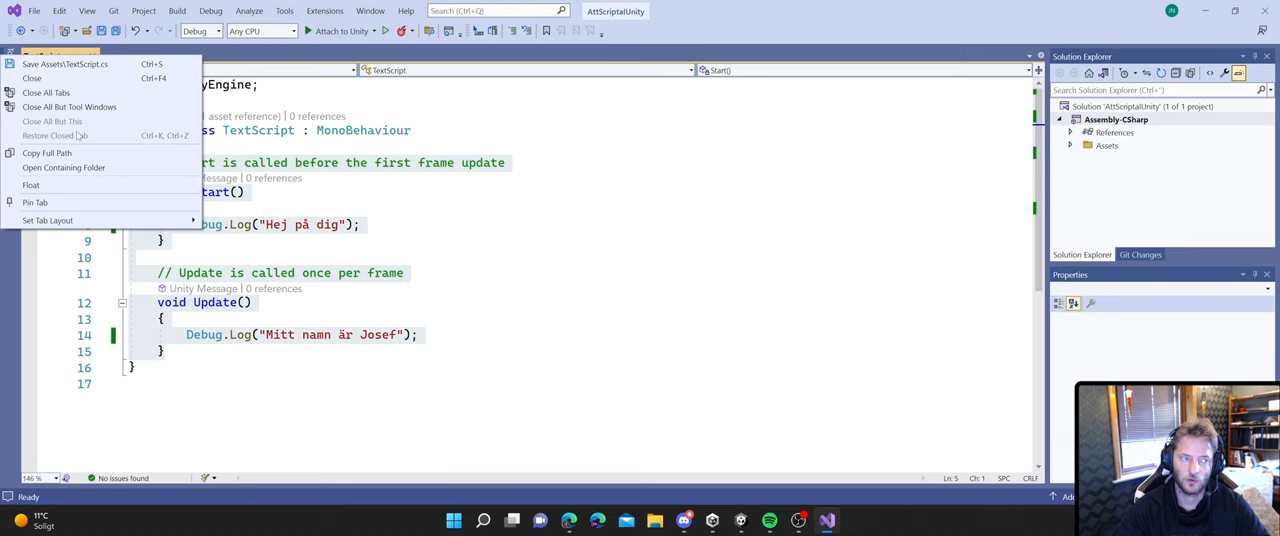 File Edit View Git Project Build Debug Analyze Tools Extensions Window Help Search (Ctrl+Q) AttScriptaIUnity JN
Debug Any CPU Attach to Unity
Save Assets\TextScript.cs Ctrl+S
Close Ctrl+F4
Close All Tabs
Close All But Tool Windows
Close All But This
Restore Closed Tab Ctrl+K, Ctrl+Z
Copy Full Path
Open Containing Folder
Float
Pin Tab
Set Tab Layout
TextScript Start()
yEngine;
1 asset reference) | 0 references
ss TextScript : MonoBehaviour
rt is called before the first frame update
Message | 0 references
tart()
bug.Log("Hej på dig");
9 }
10
11 // Update is called once per frame
Unity Message | 0 references
12 void Update()
13 {
14 Debug.Log("Mitt namn är Josef");
15 }
16 }
17
146 % No issues found Ln: 5 Ch: 1 SPC CRLF
Solution Explorer
Search Solution Explorer (Ctrl+¨)
Solution 'AttScriptaIUnity' (1 of 1 project)
Assembly-CSharp
References
Assets
Solution Explorer Git Changes
Properties
Ready Add
11°C
Soligt